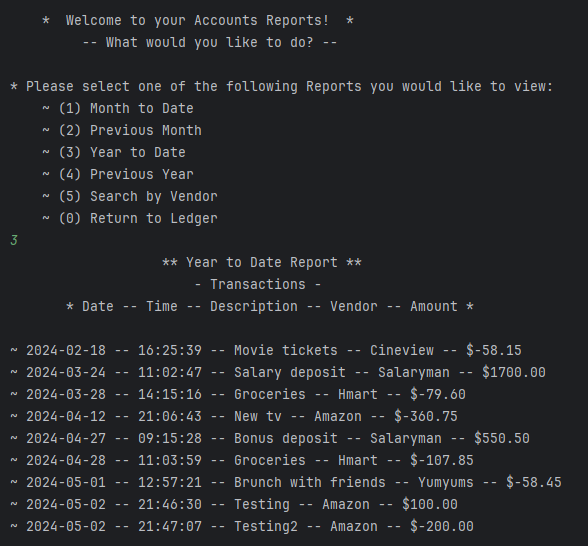 * Welcome to your Accounts Reports! *
-- What would you like to do? --
* Please select one of the following Reports you would like to view:
~ (1) Month to Date
~ (2) Previous Month
~ (3) Year to Date
~ (4) Previous Year
~ (5) Search by Vendor
~ (0) Return to Ledger
3
** Year to Date Report **
- Transactions -
* Date -- Time -- Description -- Vendor -- Amount *
~ 2024-02-18 -- 16:25:39 -- Movie tickets -- Cineview -- $-58.15
~ 2024-03-24 -- 11:02:47 -- Salary deposit -- Salaryman -- $1700.00
~ 2024-03-28 -- 14:15:16 -- Groceries -- Hmart -- $-79.60
~ 2024-04-12 -- 21:06:43 -- New tv -- Amazon -- $-360.75
~ 2024-04-27 -- 09:15:28 -- Bonus deposit -- Salaryman -- $550.50
~ 2024-04-28 -- 11:03:59 -- Groceries -- Hmart -- $-107.85
~ 2024-05-01 -- 12:57:21 -- Brunch with friends -- Yumyums -- $-58.45
~ 2024-05-02 -- 21:46:30 -- Testing -- Amazon -- $100.00
~ 2024-05-02 -- 21:47:07 -- Testing2 -- Amazon -- $-200.00